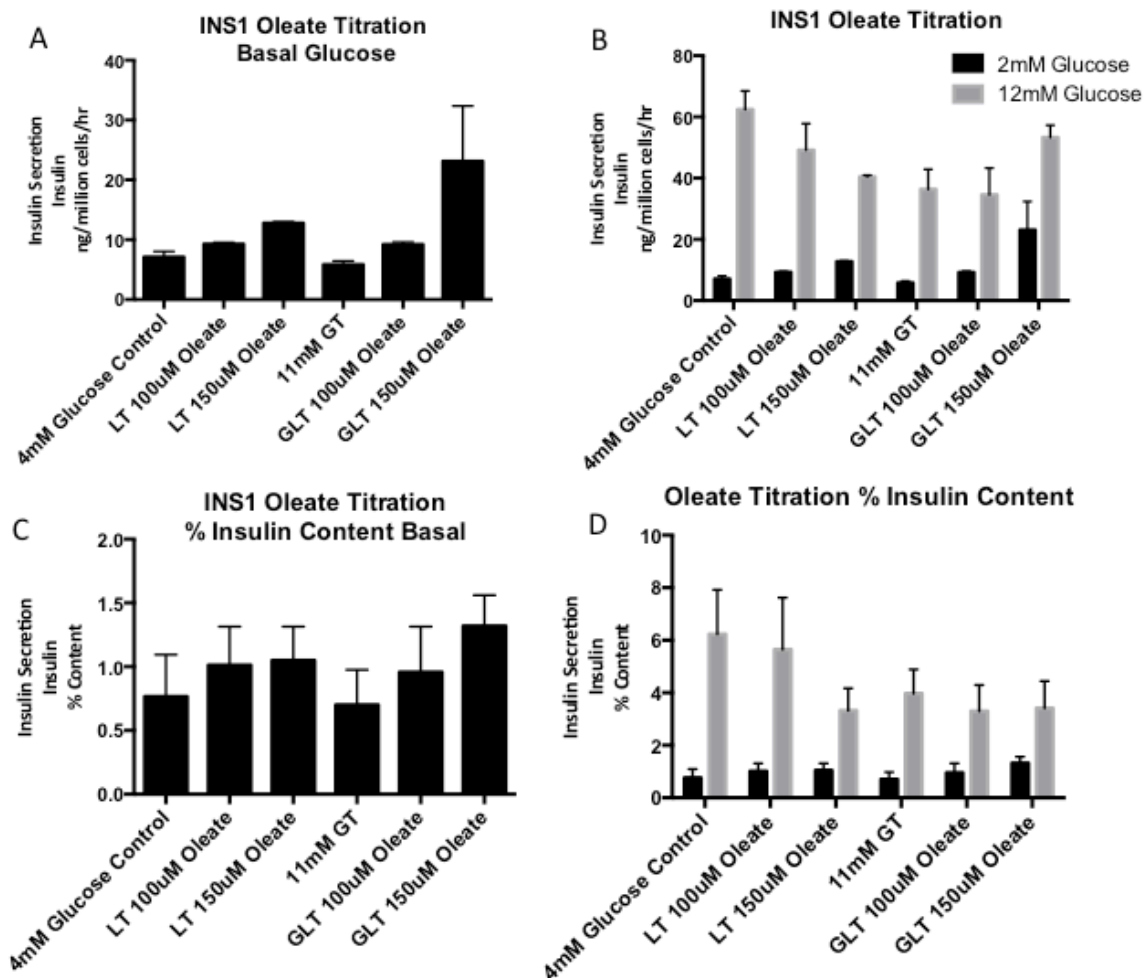 A
INS1 Oleate Titration
Basal Glucose
Insulin Secretion
Insulin
ng/million cells/hr
40
30
20
10
0
4mM Glucose Control
LT 100uM Oleate
LT 150uM Oleate
11mM GT
GLT 100uM Oleate
GLT 150uM Oleate
B
INS1 Oleate Titration
2mM Glucose
12mM Glucose
Insulin Secretion
Insulin
ng/million cells/hr
80
60
40
20
0
4mM Glucose Control
LT 100uM Oleate
LT 150uM Oleate
11mM GT
GLT 100uM Oleate
GLT 150uM Oleate
C
INS1 Oleate Titration
% Insulin Content Basal
Insulin Secretion
Insulin
% Content
2.0
1.5
1.0
0.5
0.0
4mM Glucose Control
LT 100uM Oleate
LT 150uM Oleate
11mM GT
GLT 100uM Oleate
GLT 150uM Oleate
D
Oleate Titration % Insulin Content
Insulin Secretion
Insulin
% Content
10
8
6
4
2
0
4mM Glucose Control
LT 100uM Oleate
LT 150uM Oleate
11mM GT
GLT 100uM Oleate
GLT 150uM Oleate